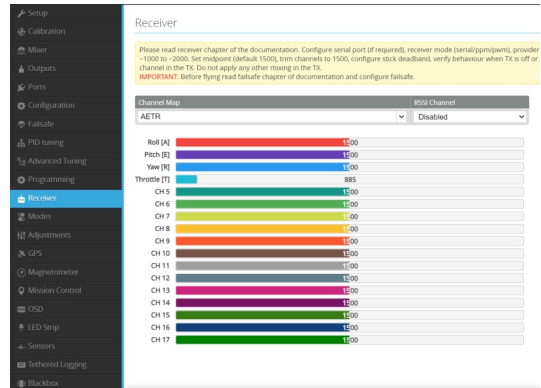 Setup
Calibration
Mixer
Outputs
Ports
Configuration
Failsafe
PID tuning
Advanced Tuning
Programming
Receiver
Modes
Adjustments
GPS
Magnetometer
Mission Control
OSD
LED Strip
Sensors
Tethered Logging
Blackbox
Receiver
Please read receiver chapter of the documentation. Configure serial port (if required), receiver mode (serial/ppm/pwm), provider
~1000 to ~2000. Set midpoint (default 1500), trim channels to 1500, configure stick deadband, verify behaviour when TX is off or
channel in the TX. Do not apply any other mixing in the TX.
IMPORTANT: Before flying read failsafe chapter of documentation and configure failsafe.
Channel Map RSSI Channel
AETR Disabled
Roll [A] 1500
Pitch [E] 1500
Yaw [R] 1500
Throttle [T] 885
CH 5 1500
CH 6 1500
CH 7 1500
CH 8 1500
CH 9 1500
CH 10 1500
CH 11 1500
CH 12 1500
CH 13 1500
CH 14 1500
CH 15 1500
CH 16 1500
CH 17 1500